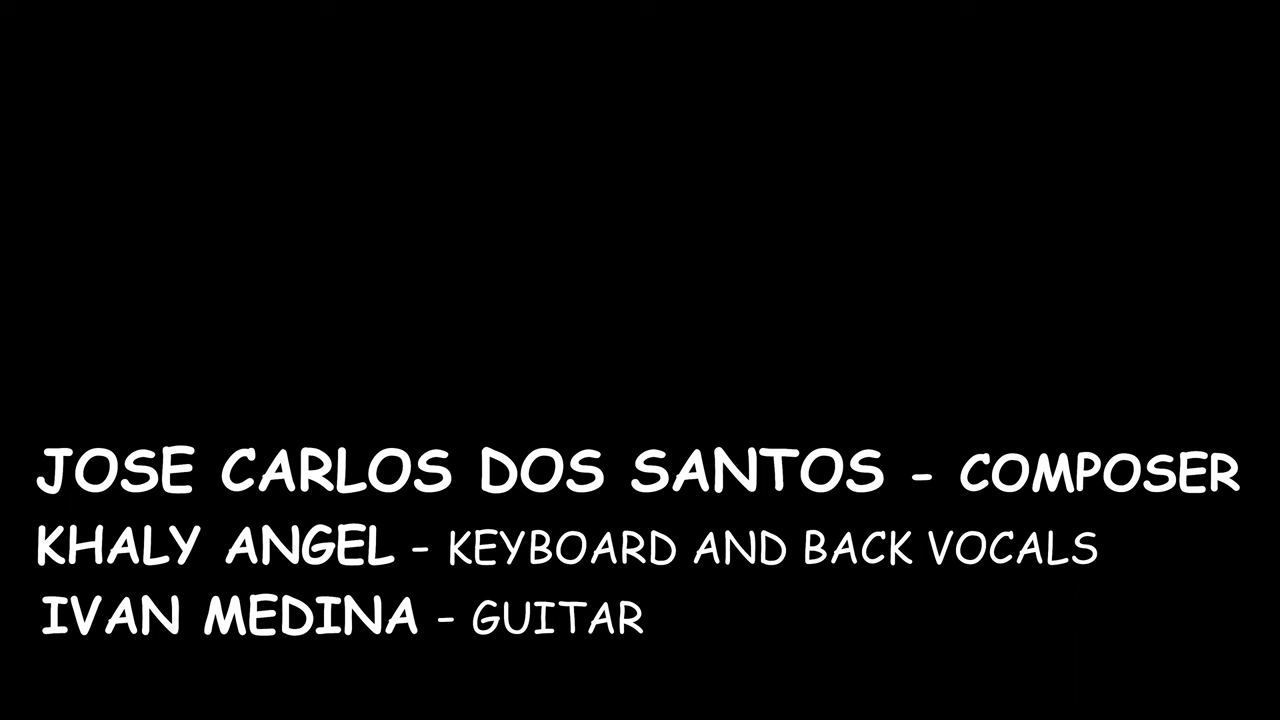 JOSE CARLOS DOS SANTOS - COMPOSER
KHALY ANGEL - KEYBOARD AND BACK VOCALS
IVAN MEDINA - GUITAR